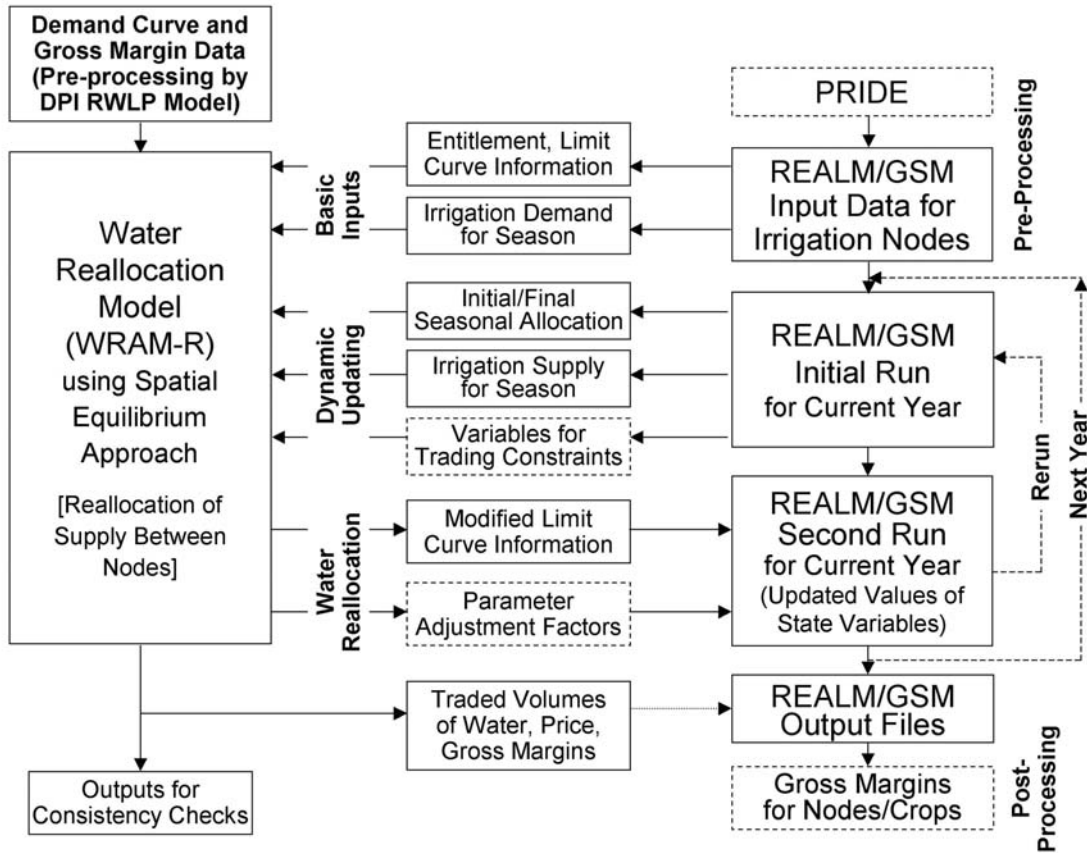 Demand Curve and
Gross Margin Data
(Pre-processing by
DPI RWLP Model)
Water
Reallocation
Model
(WRAM-R)
using Spatial
Equilibrium
Approach
[Reallocation of
Supply Between
Nodes]
Outputs for
Consistency Checks
Basic
Inputs
Dynamic
Updating
Water
Reallocation
Entitlement, Limit
Curve Information
Irrigation Demand
for Season
Initial/Final
Seasonal Allocation
Irrigation Supply
for Season
Variables for
Trading Constraints
Modified Limit
Curve Information
Parameter
Adjustment Factors
Traded Volumes
of Water, Price,
Gross Margins
PRIDE
REALM/GSM
Input Data for
Irrigation Nodes
REALM/GSM
Initial Run
for Current Year
REALM/GSM
Second Run
for Current Year
(Updated Values of
State Variables)
REALM/GSM
Output Files
Gross Margins
for Nodes/Crops
Pre-Processing
Rerun
Next Year
Post-
Processing